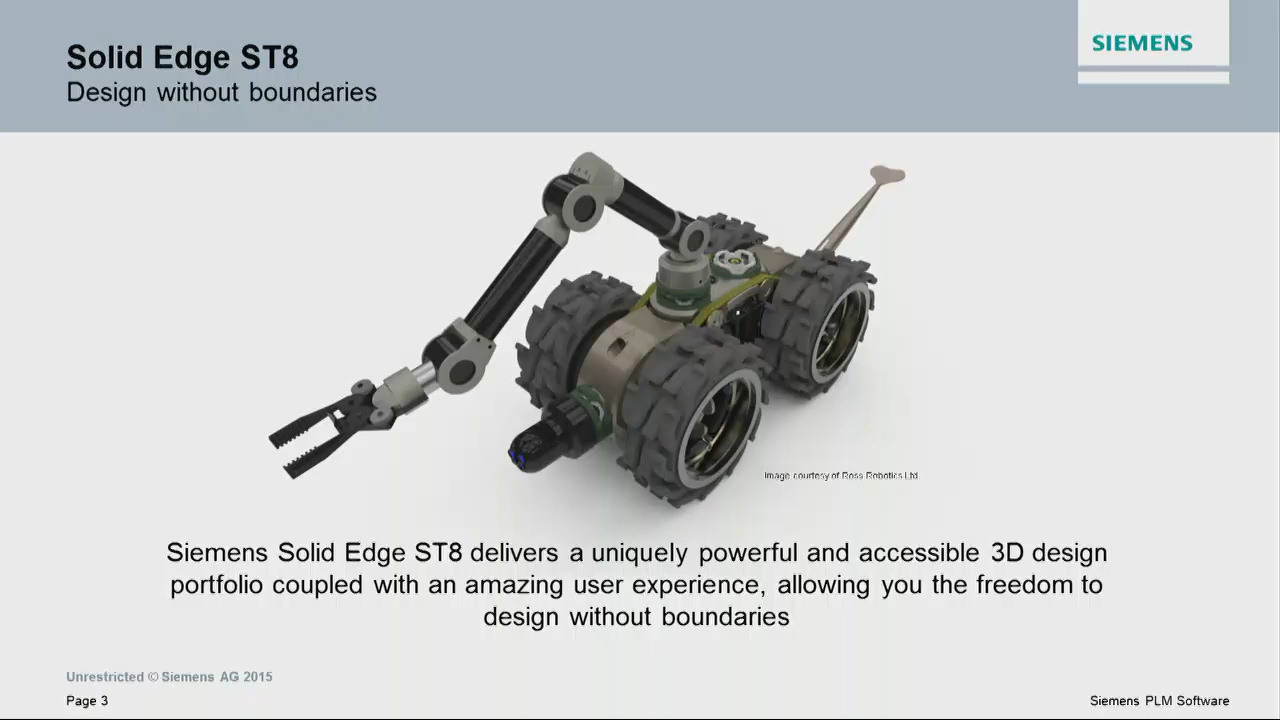 Solid Edge ST8
Design without boundaries
SIEMENS
Image courtesy of Ross Robotics Ltd.
Siemens Solid Edge ST8 delivers a uniquely powerful and accessible 3D design
portfolio coupled with an amazing user experience, allowing you the freedom to
design without boundaries
Unrestricted © Siemens AG 2015
Page 3
Siemens PLM Software